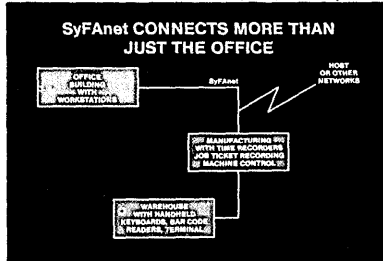 SyFAnet CONNECTS MORE THAN
JUST THE OFFICE
OFFICE
BUILDING
WITH
WORKSTATIONS
SyFAnet
HOST
OR OTHER
NETWORKS
MANUFACTURING
WITH TIME RECORDERS
JOB TICKET RECORDING
MACHINE CONTROL
WAREHOUSE
WITH HANDHELD
KEYBOARDS, BAR CODE
READERS, TERMINAL